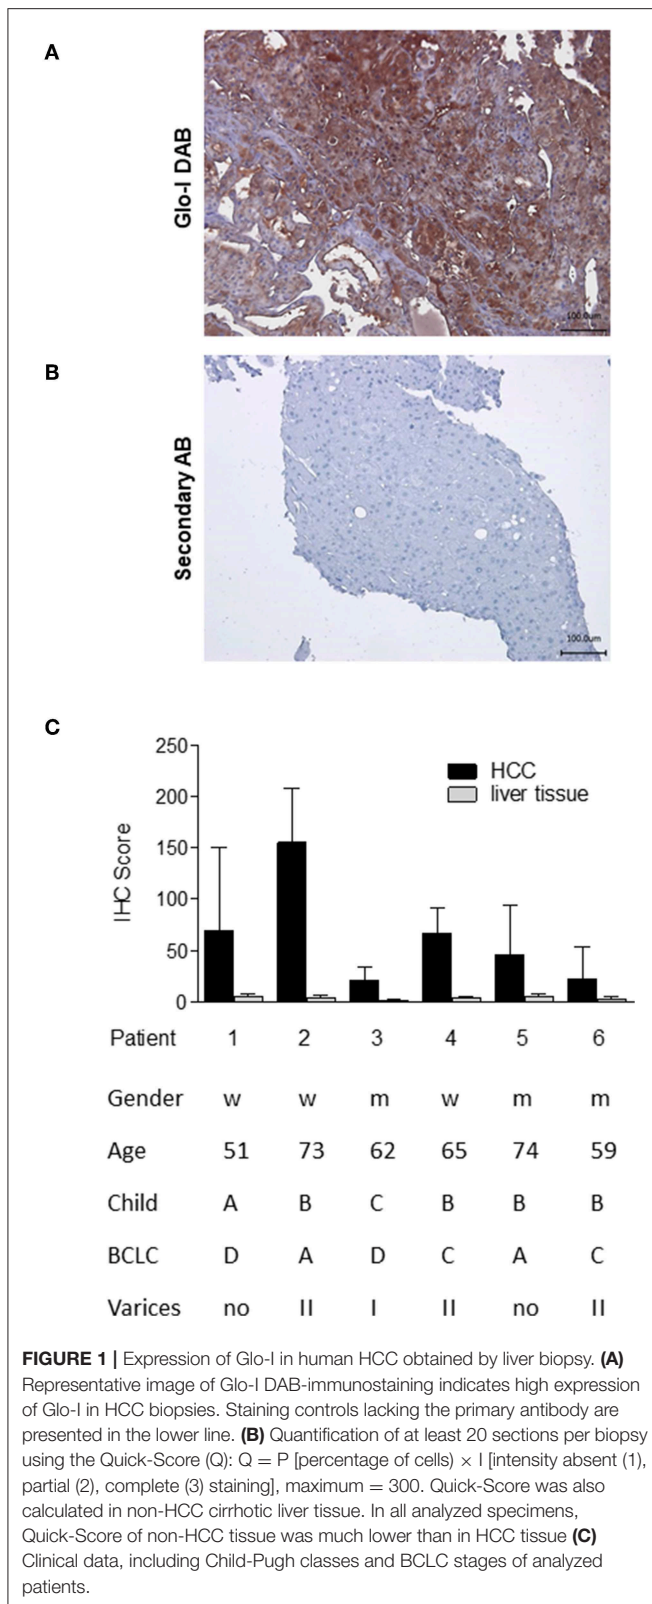 A
Glo-I DAB
100.0um
B
Secondary AB
100.0um
C
250
200
150
100
50
0
IHC Score
HCC
liver tissue
Patient 1 2 3 4 5 6
Gender w w m w m m
Age 51 73 62 65 74 59
Child A B C B B B
BCLC D A D C A C
Varices no II I II no II
FIGURE 1 | Expression of Glo-I in human HCC obtained by liver biopsy. (A)
Representative image of Glo-I DAB-immunostaining indicates high expression
of Glo-I in HCC biopsies. Staining controls lacking the primary antibody are
presented in the lower line. (B) Quantification of at least 20 sections per biopsy
using the Quick-Score (Q): Q = P [percentage of cells) × I [intensity absent (1),
partial (2), complete (3) staining], maximum = 300. Quick-Score was also
calculated in non-HCC cirrhotic liver tissue. In all analyzed specimens,
Quick-Score of non-HCC tissue was much lower than in HCC tissue (C)
Clinical data, including Child-Pugh classes and BCLC stages of analyzed
patients.